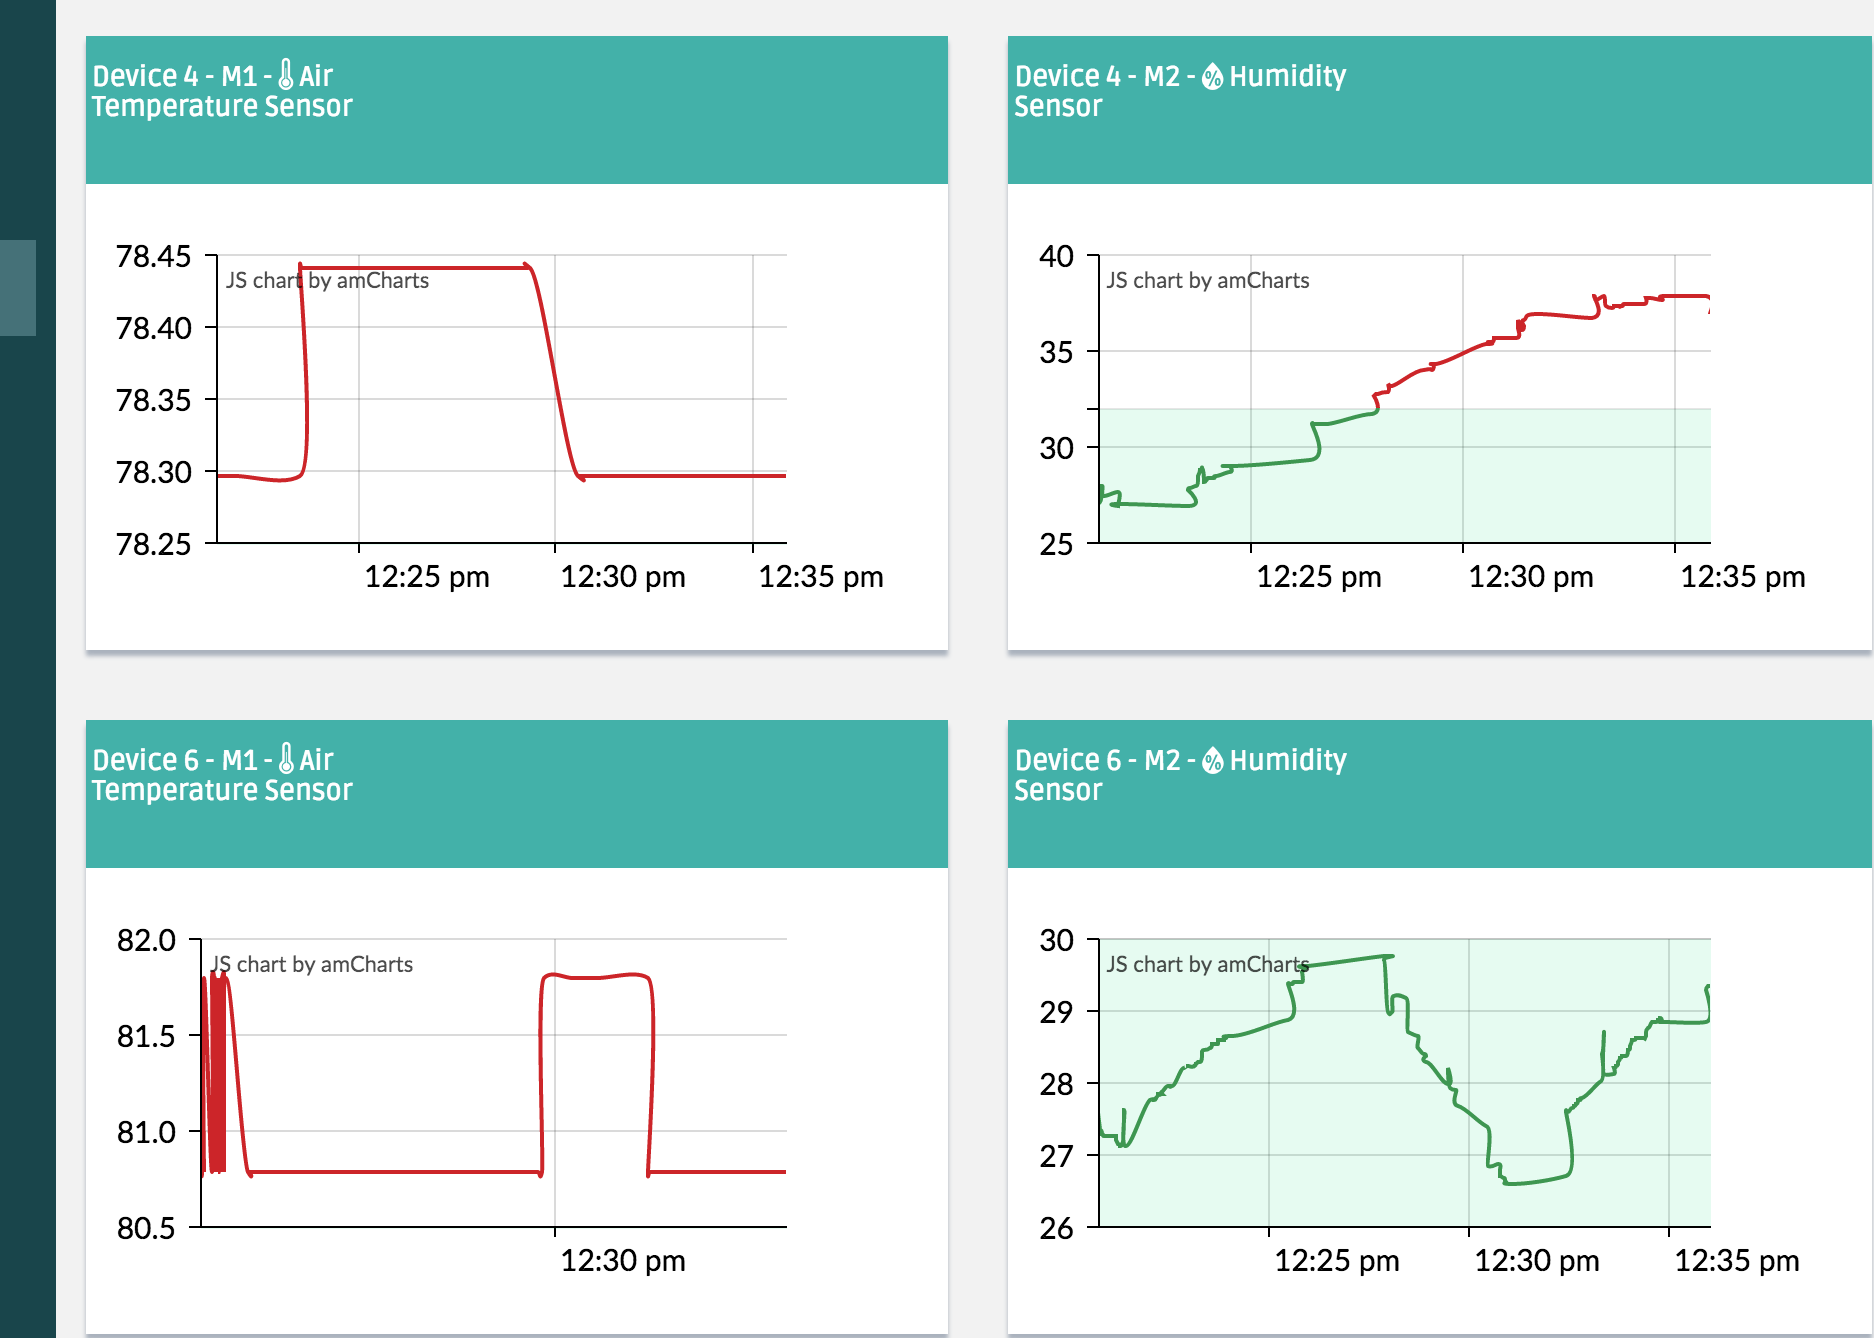 Device 4 - M1 - Air
Temperature Sensor
78.45
JS chart by amCharts
78.40
78.35
78.30
78.25
12:25 pm
12:30 pm
12:35 pm
Device 4 - M2 - % Humidity
Sensor
40
JS chart by amCharts
35
30
25
12:25 pm
12:30 pm
12:35 pm
Device 6 - M1 - Air
Temperature Sensor
82.0
JS chart by amCharts
81.5
81.0
80.5
12:30 pm
Device 6 - M2 - % Humidity
Sensor
30
JS chart by amCharts
29
28
27
26
12:25 pm
12:30 pm
12:35 pm